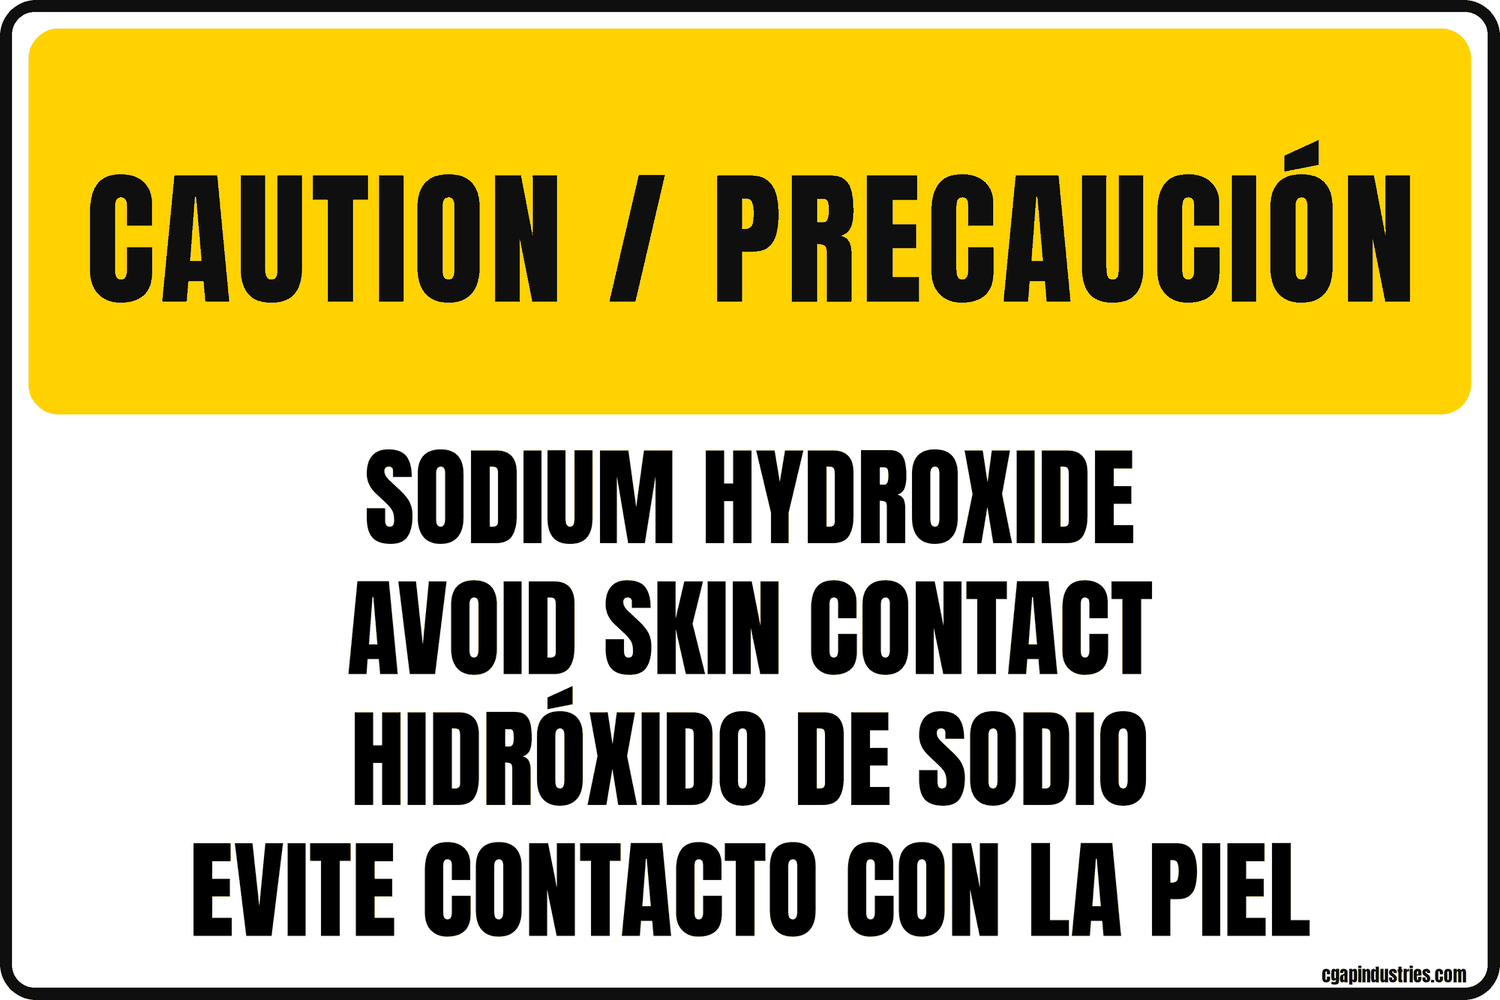 CAUTION / PRECAUCIÓN
SODIUM HYDROXIDE
AVOID SKIN CONTACT
HIDRÓXIDO DE SODIO
EVITE CONTACTO CON LA PIEL
cgapindustries.com